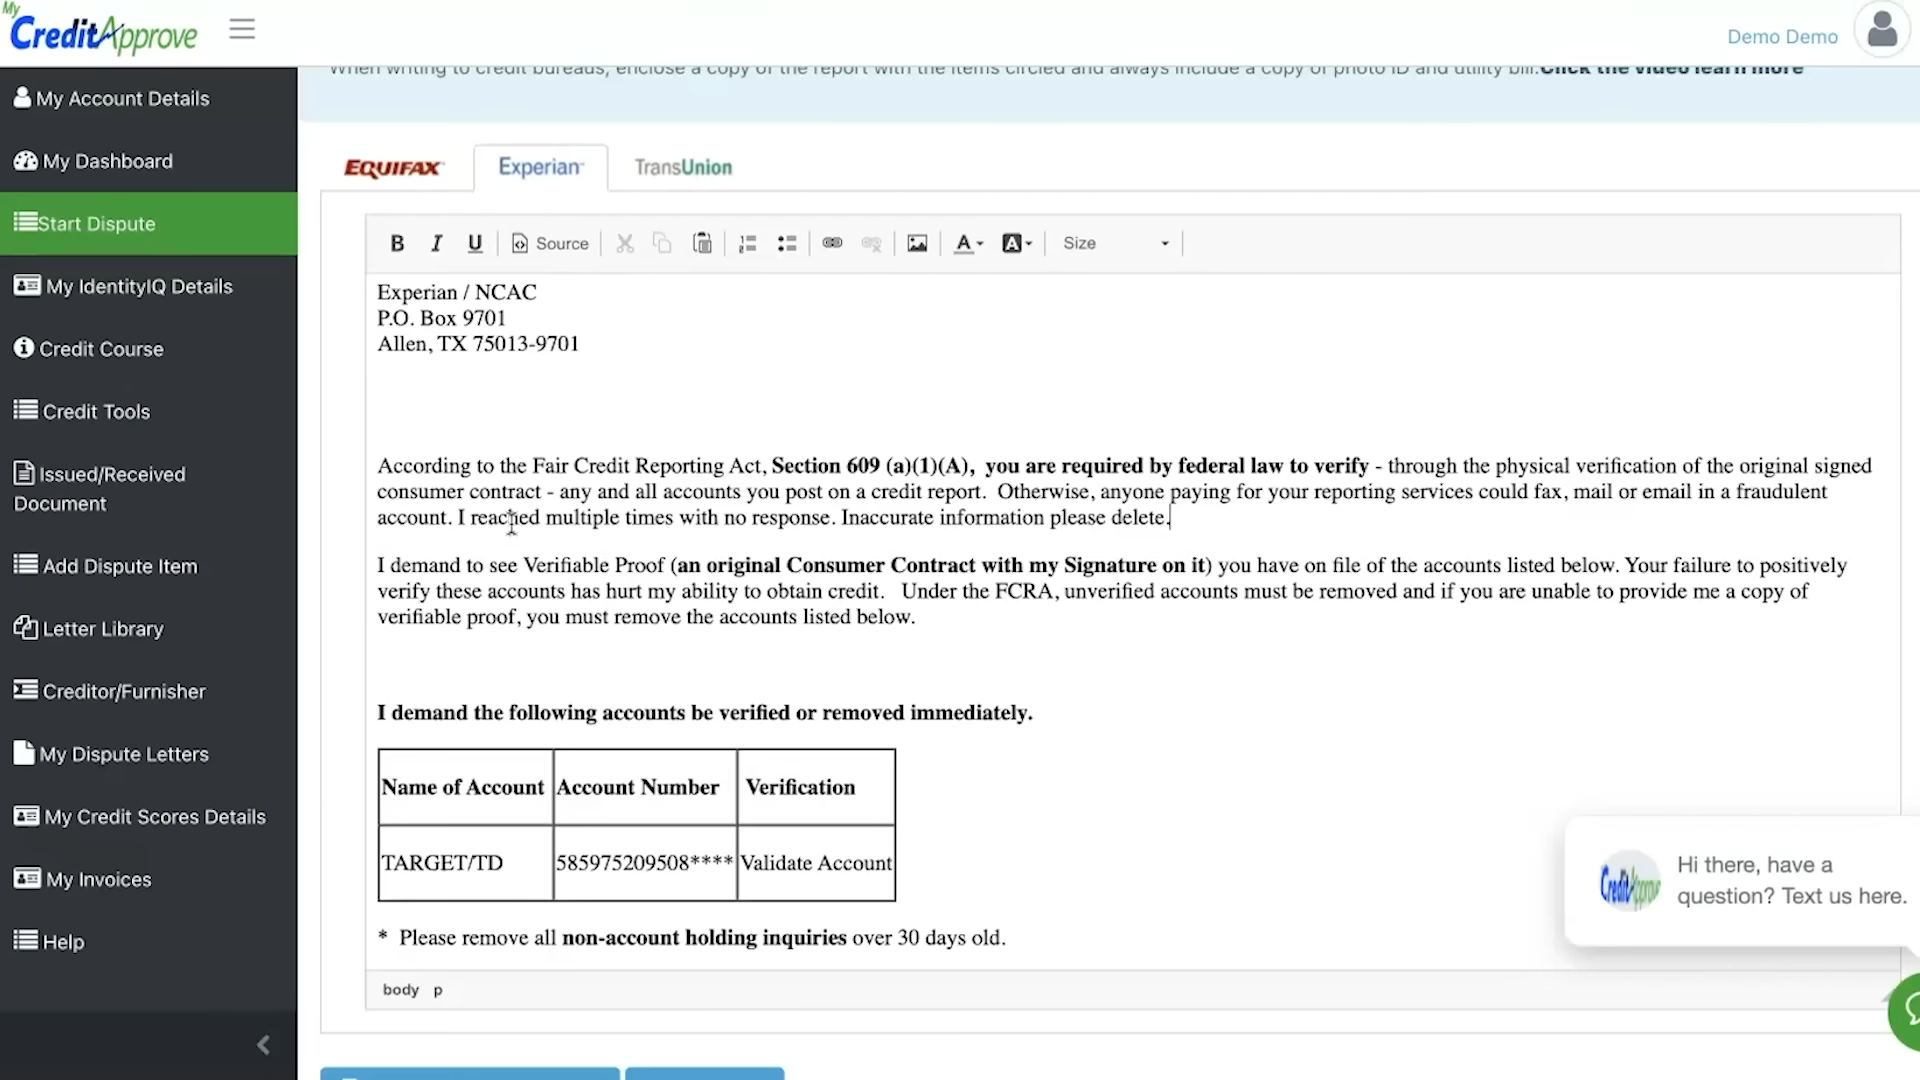 My
CreditApprove
Demo Demo
When writing to credit bureaus, enclose a copy of the report with the items circled and always include a copy of photo ID and utility bill.Click the video learn more
My Account Details
My Dashboard
Start Dispute
My IdentityIQ Details
Credit Course
Credit Tools
Issued/Received
Document
Add Dispute Item
Letter Library
Creditor/Furnisher
My Dispute Letters
My Credit Scores Details
My Invoices
Help
EQUIFAX Experian TransUnion
B I U Source A A Size
Experian / NCAC
P.O. Box 9701
Allen, TX 75013-9701
According to the Fair Credit Reporting Act, Section 609 (a)(1)(A), you are required by federal law to verify - through the physical verification of the original signed
consumer contract - any and all accounts you post on a credit report. Otherwise, anyone paying for your reporting services could fax, mail or email in a fraudulent
account. I reached multiple times with no response. Inaccurate information please delete.
I demand to see Verifiable Proof (an original Consumer Contract with my Signature on it) you have on file of the accounts listed below. Your failure to positively
verify these accounts has hurt my ability to obtain credit. Under the FCRA, unverified accounts must be removed and if you are unable to provide me a copy of
verifiable proof, you must remove the accounts listed below.
I demand the following accounts be verified or removed immediately.
Name of Account Account Number Verification
TARGET/TD 585975209508**** Validate Account
* Please remove all non-account holding inquiries over 30 days old.
body p
CreditApprove
Hi there, have a
question? Text us here.